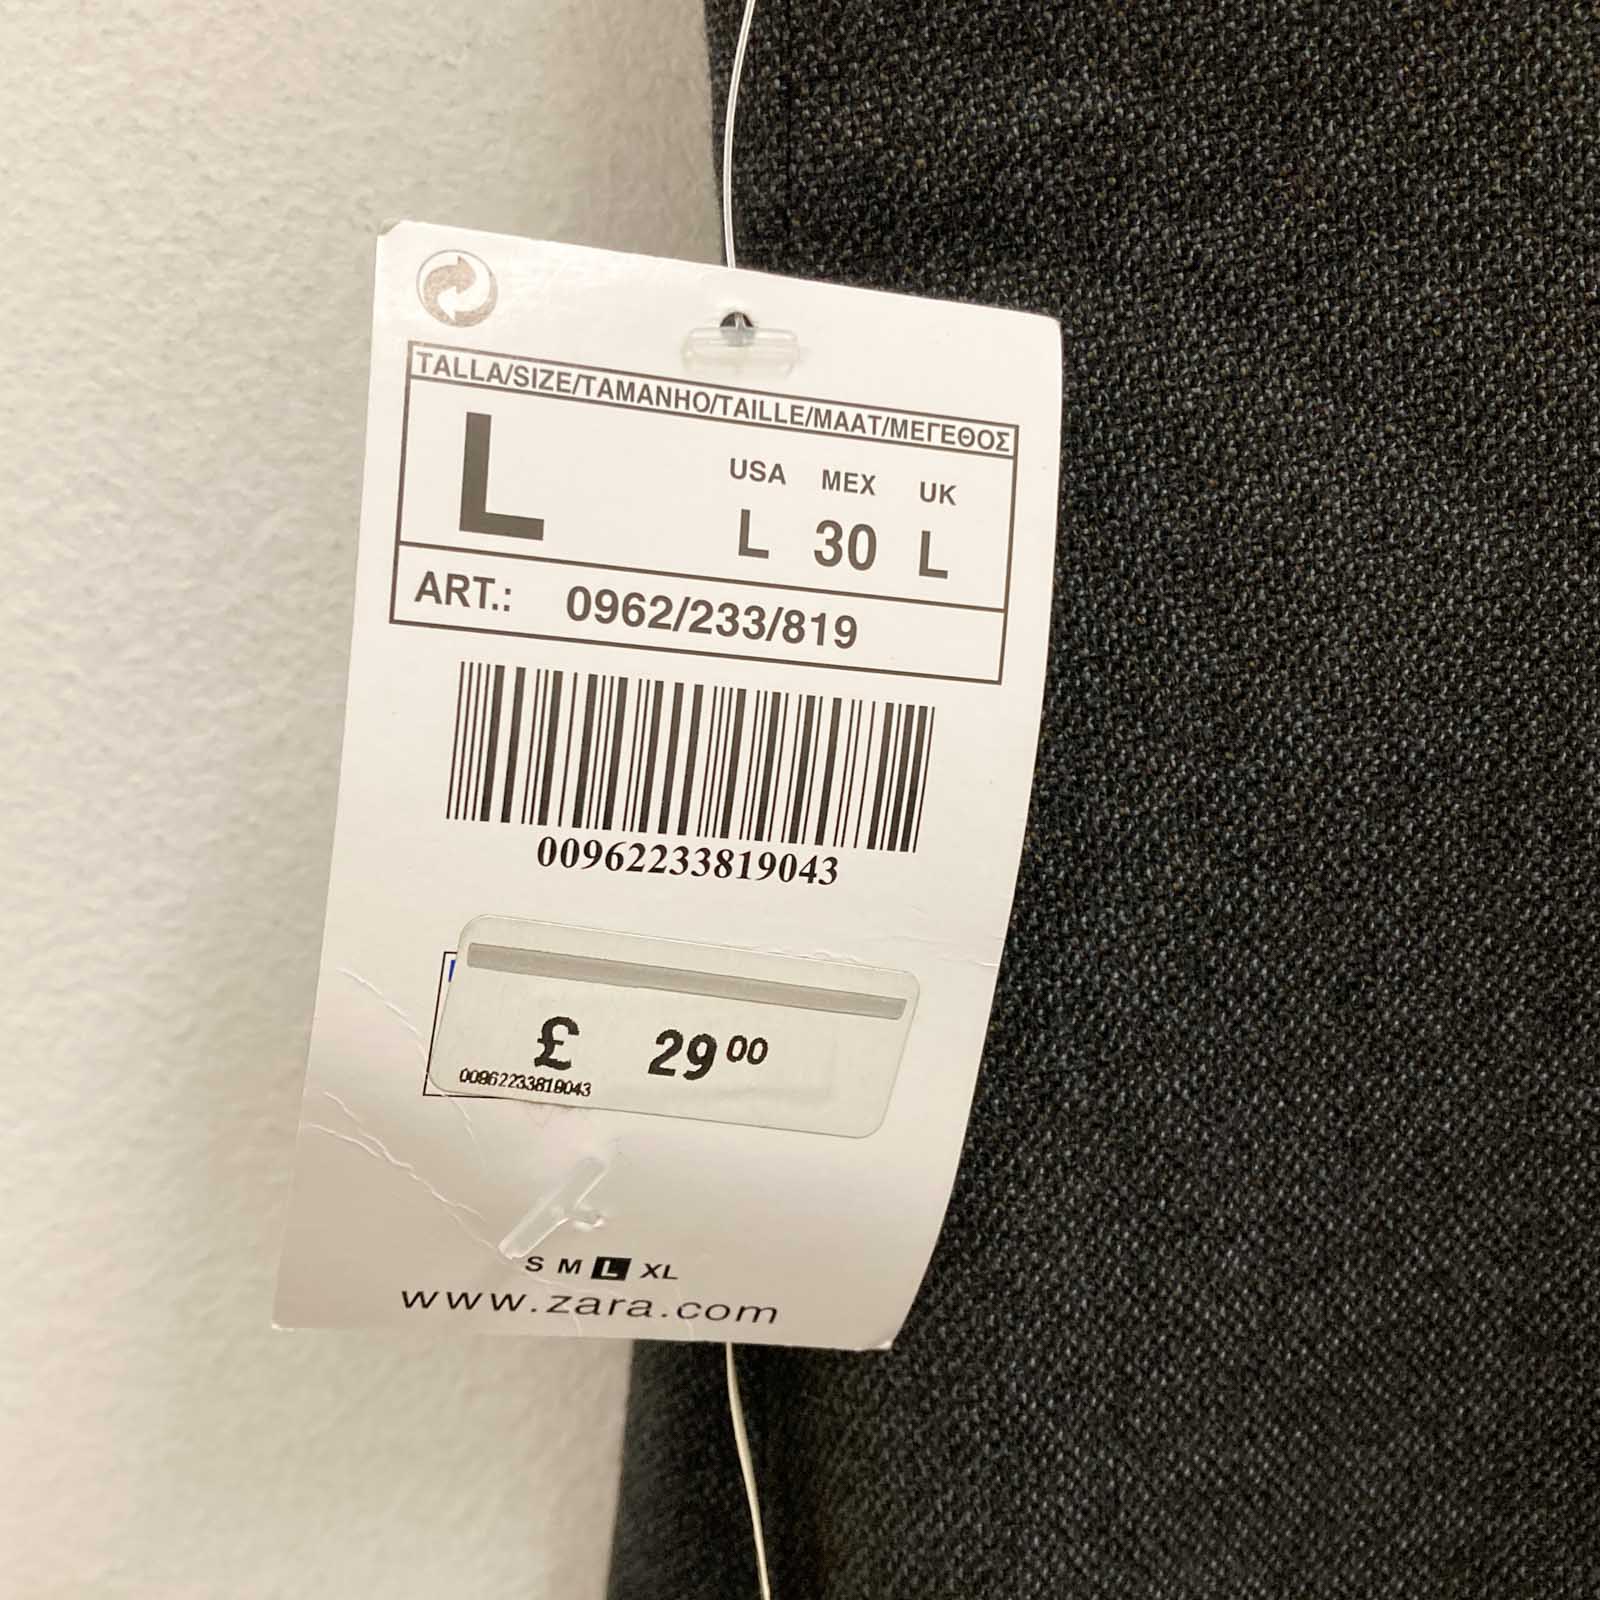 TALLA/SIZE/TAMANHO/TAILLE/MAAT/ΜΕΓΕΘΟΣ
L
USA MEX UK
L 30 L
ART.: 0962/233/819
00962233819043
£ 29 00
00962233819043
S M L XL
www.zara.com